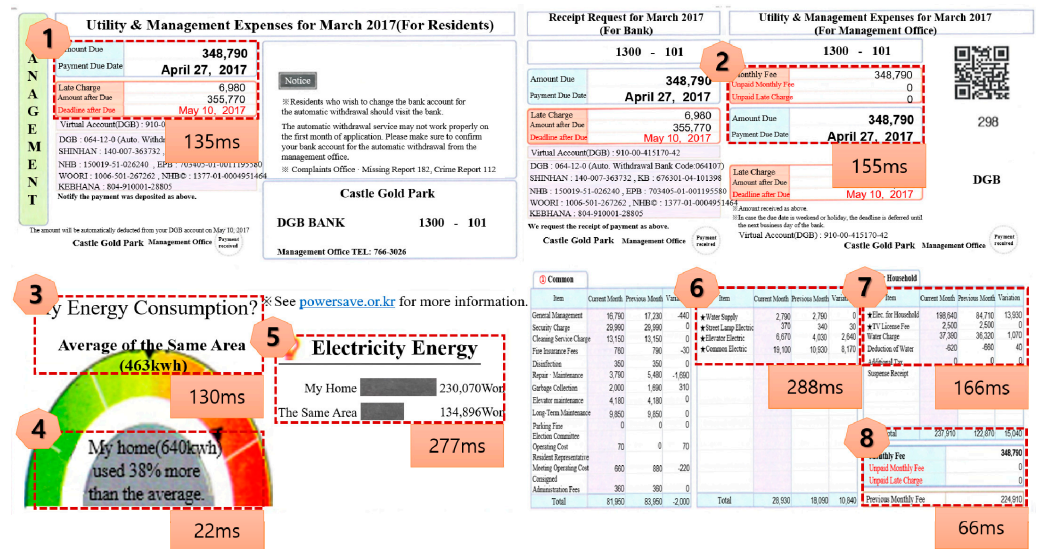 MANAGEMENT
Utility & Management Expenses for March 2017(For Residents)
1
Amount Due 348,790
Payment Due Date April 27, 2017
Late Charge 6,980
Amount after Due 355,770
Deadline after Due May 10, 2017
135ms
Virtual Account(DGB) : 910-0
DGB : 064-12-0 (Auto. Withdr
SHINHAN : 140-007-363732 ,
NHB : 150019-51-026240 , EPB : 703405-01-001195580
WOORI : 1006-501-267262 , NHB© : 1377-01-0004951464
KEBHANA : 804-910001-28805
Notify the payment was deposited as above.
The amount will be automatically deducted from your DGB account on May 10, 2017
Castle Gold Park Management Office Payment received
Notice
※Residents who wish to change the bank account for
the automatic withdrawal should visit the bank.
The automatic withdrawal service may not work properly on
the first month of application. Please make sure to confirm
your bank account for the automatic withdrawal from the
management office.
※ Complaints Office · Missing Report 182, Crime Report 112
Castle Gold Park
DGB BANK 1300 - 101
Management Office TEL: 766-3026
Receipt Request for March 2017
(For Bank)
1300 - 101
Amount Due 348,790
Payment Due Date April 27, 2017
Late Charge 6,980
Amount after Due 355,770
Deadline after Due May 10, 2017
Virtual Account(DGB) : 910-00-415170-42
DGB : 064-12-0 (Auto. Withdrawal Bank Code:064107)
SHINHAN : 140-007-363732 , KB : 676301-04-101398
NHB : 150019-51-026240 , EPB : 703405-01-001195580
WOORI : 1006-501-267262 , NHB© : 1377-01-0004951464
KEBHANA : 804-910001-28805
We request the receipt of payment as above.
Castle Gold Park Management Office Payment received
Utility & Management Expenses for March 2017
(For Management Office)
1300 - 101
2
Monthly Fee 348,790
Unpaid Monthly Fee 0
Unpaid Late Charge 0
Amount Due 348,790
Payment Due Date April 27, 2017
155ms
Late Charge
Amount after Due
Deadline after Due May 10, 2017
※Amount received as above.
※In case the due date is weekend or holiday, the deadline is deferred until
the next business day of the bank.
Virtual Account(DGB) : 910-00-415170-42
Castle Gold Park Management Office Payment received
298
DGB
3
y Energy Consumption?
Average of the Same Area
(463kwh)
130ms
4
My home(640kwh)
used 38% more
than the average.
22ms
※See powersave.or.kr for more information.
5
Electricity Energy
My Home 230,070Won
The Same Area 134,896Won
277ms
① Common
Item Current Month Previous Month Variation
General Management 16,790 17,230 -440
Security Charge 29,990 29,990 0
Cleaning Service Charge 13,150 13,150 0
Fire Insurance Fees 760 790 -30
Disinfection 350 350 0
Repair · Maintenance 3,790 5,480 -1,690
Garbage Collection 2,000 1,690 310
Elevator maintenance 4,180 4,180 0
Long-Term Maintenance 9,850 9,850 0
Parking Fine 0 0 0
Election Committee
Operating Cost 70 0 70
Resident Representative
Meeting Operating Cost 660 880 -220
Consigned
Administration Fees 360 360 0
Total 81,950 83,950 -2,000
6
Item Current Month Previous Month Variation
★Water Supply 2,790 2,790 0
★Street Lamp Electric 370 340 30
★Elevator Electric 6,670 4,030 2,640
★Common Electric 19,100 10,930 8,170
288ms
Total 28,930 18,090 10,840
7
Household
Item Current Month Previous Month Variation
★Elec. for Household 198,640 84,710 13,930
★TV License Fee 2,500 2,500 0
Water Charge 37,390 36,320 1,070
Deduction of Water -620 -660 40
Additional Tax 0 0 0
Suspense Receipt
166ms
Total 237,910 122,870 15,040
8
Monthly Fee 348,790
Unpaid Monthly Fee 0
Unpaid Late Charge 0
Previous Monthly Fee 224,910
66ms